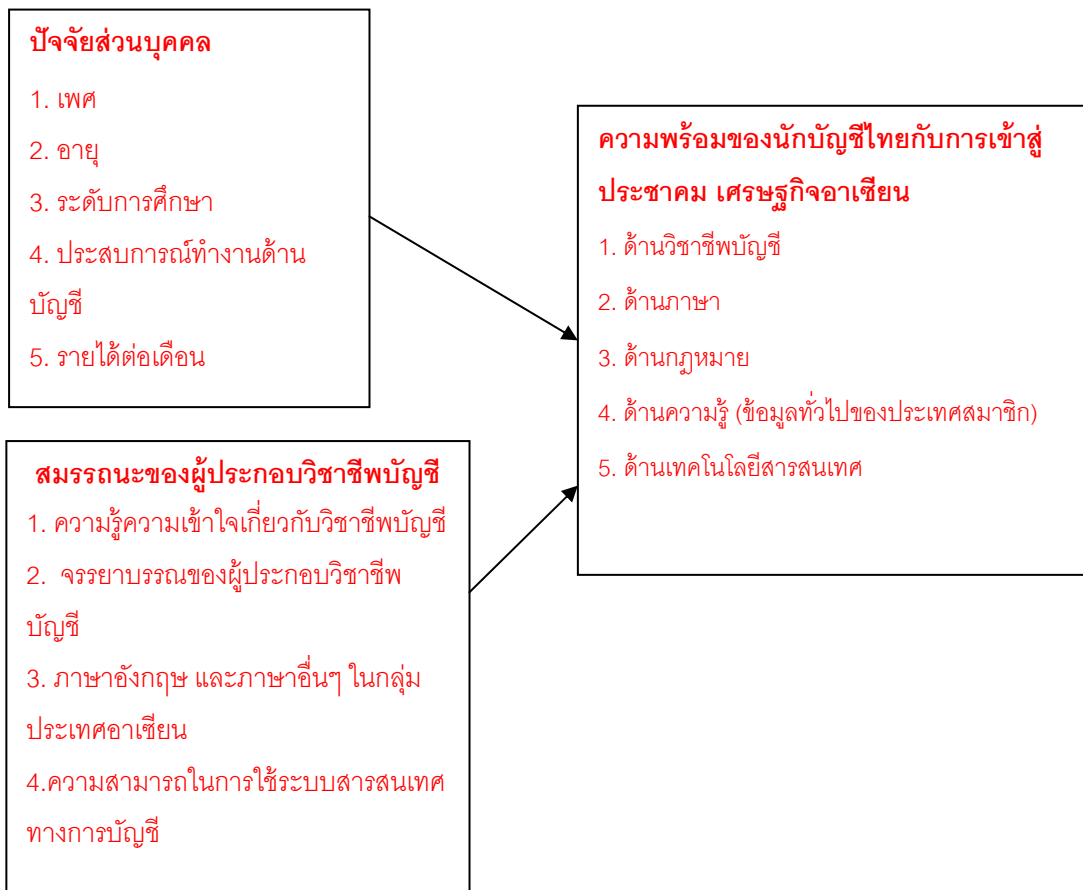 ปัจจัยส่วนบุคคล
1. เพศ
2. อายุ
3. ระดับการศึกษา
4. ประสบการณ์ทำงานด้าน
บัญชี
5. รายได้ต่อเดือน
สมรรถนะของผู้ประกอบวิชาชีพบัญชี
1. ความรู้ความเข้าใจเกี่ยวกับวิชาชีพบัญชี
2. จรรยาบรรณของผู้ประกอบวิชาชีพ
บัญชี
3. ภาษาอังกฤษ และภาษาอื่นๆ ในกลุ่ม
ประเทศอาเซียน
4.ความสามารถในการใช้ระบบสารสนเทศ
ทางการบัญชี
ความพร้อมของนักบัญชีไทยกับการเข้าสู่
ประชาคม เศรษฐกิจอาเซียน
1. ด้านวิชาชีพบัญชี
2. ด้านภาษา
3. ด้านกฎหมาย
4. ด้านความรู้ (ข้อมูลทั่วไปของประเทศสมาชิก)
5. ด้านเทคโนโลยีสารสนเทศ